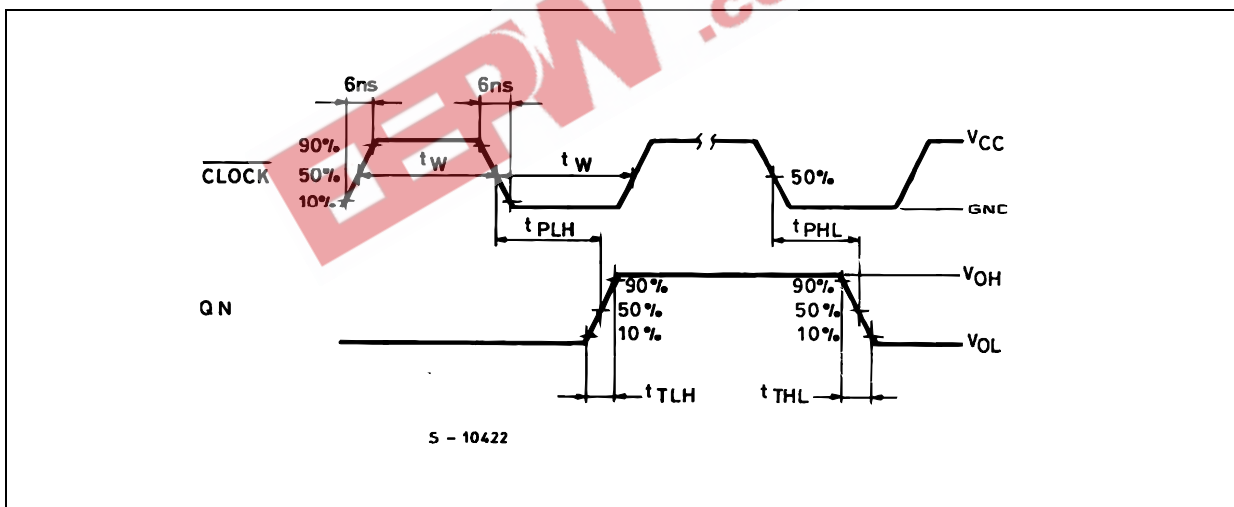 EEPW
.co
6ns 6ns
90%
VCC
CLOCK 50% tW tW 50%
10%
GNC
tPLH tPHL
VOH
90% 90%
QN 50% 50%
10% 10%
VOL
tTLH tTHL
S - 10422